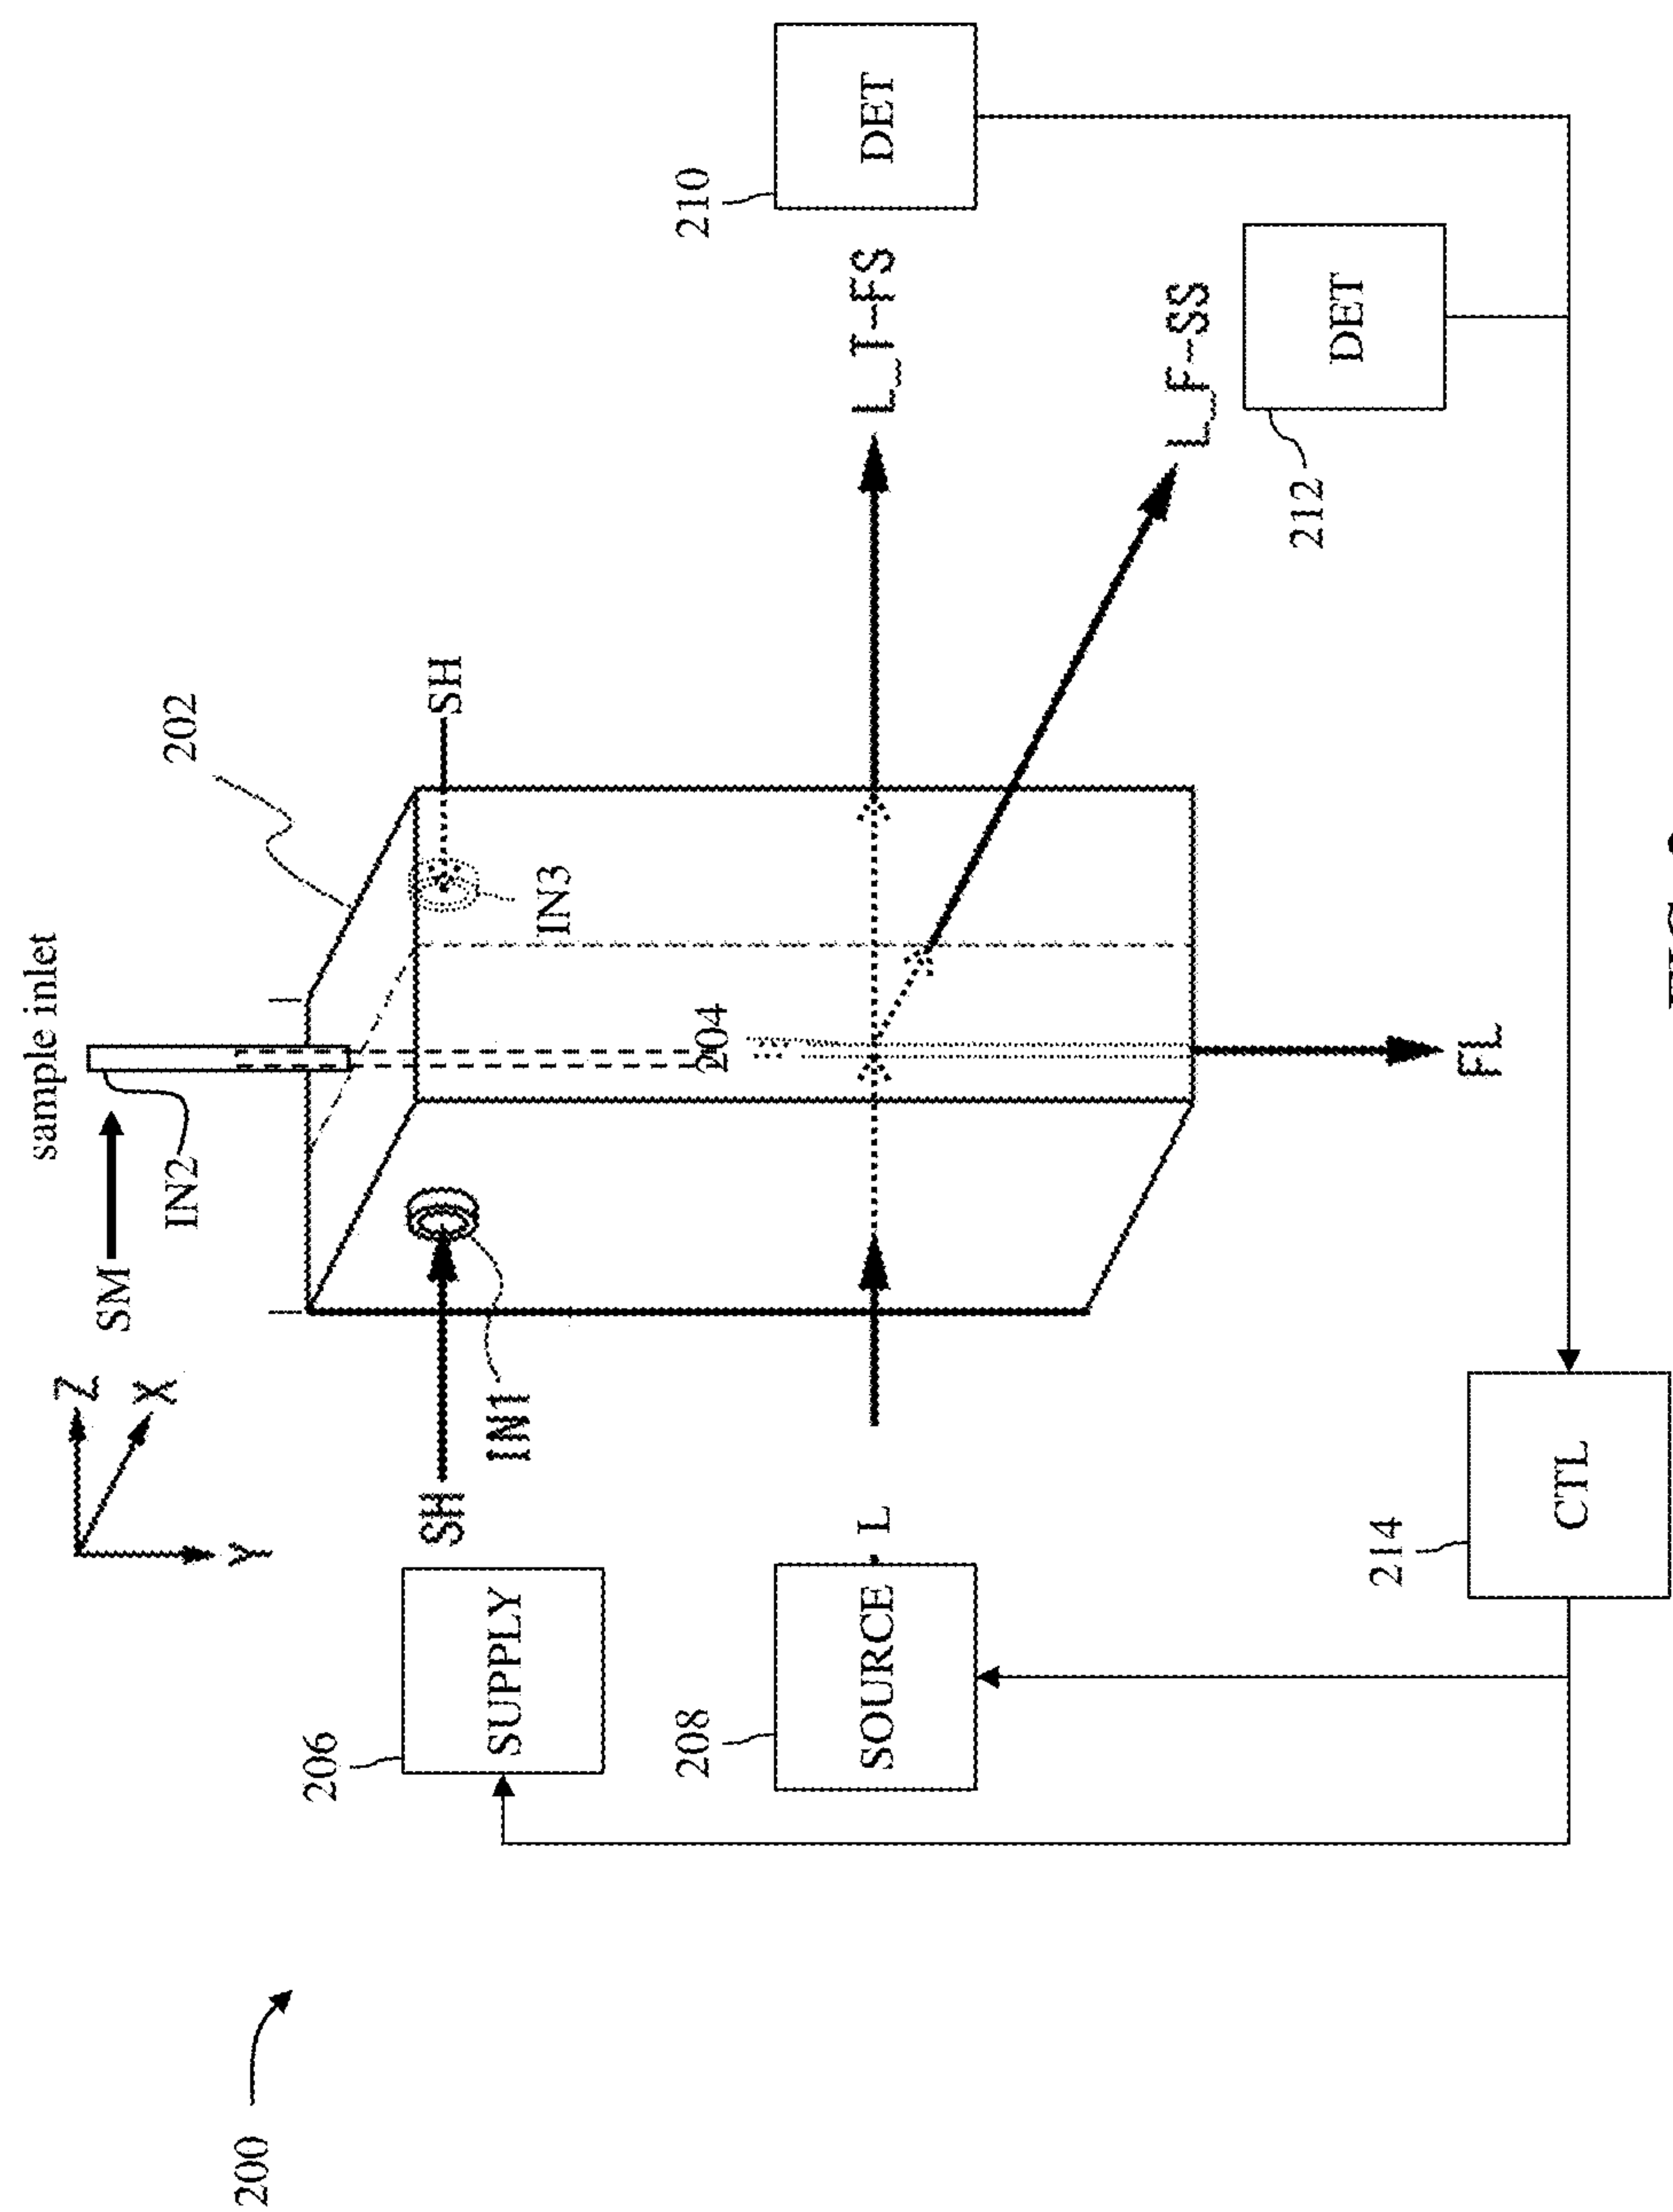 sample inlet
Z
SM
X
IN2
202
Y
200
206
SH
SH
SUPPLY
IN1
IN3
208
210
204
SOURCE
L
L_T-FS
DET
L_F-SS
212
DET
214
FL
CTL